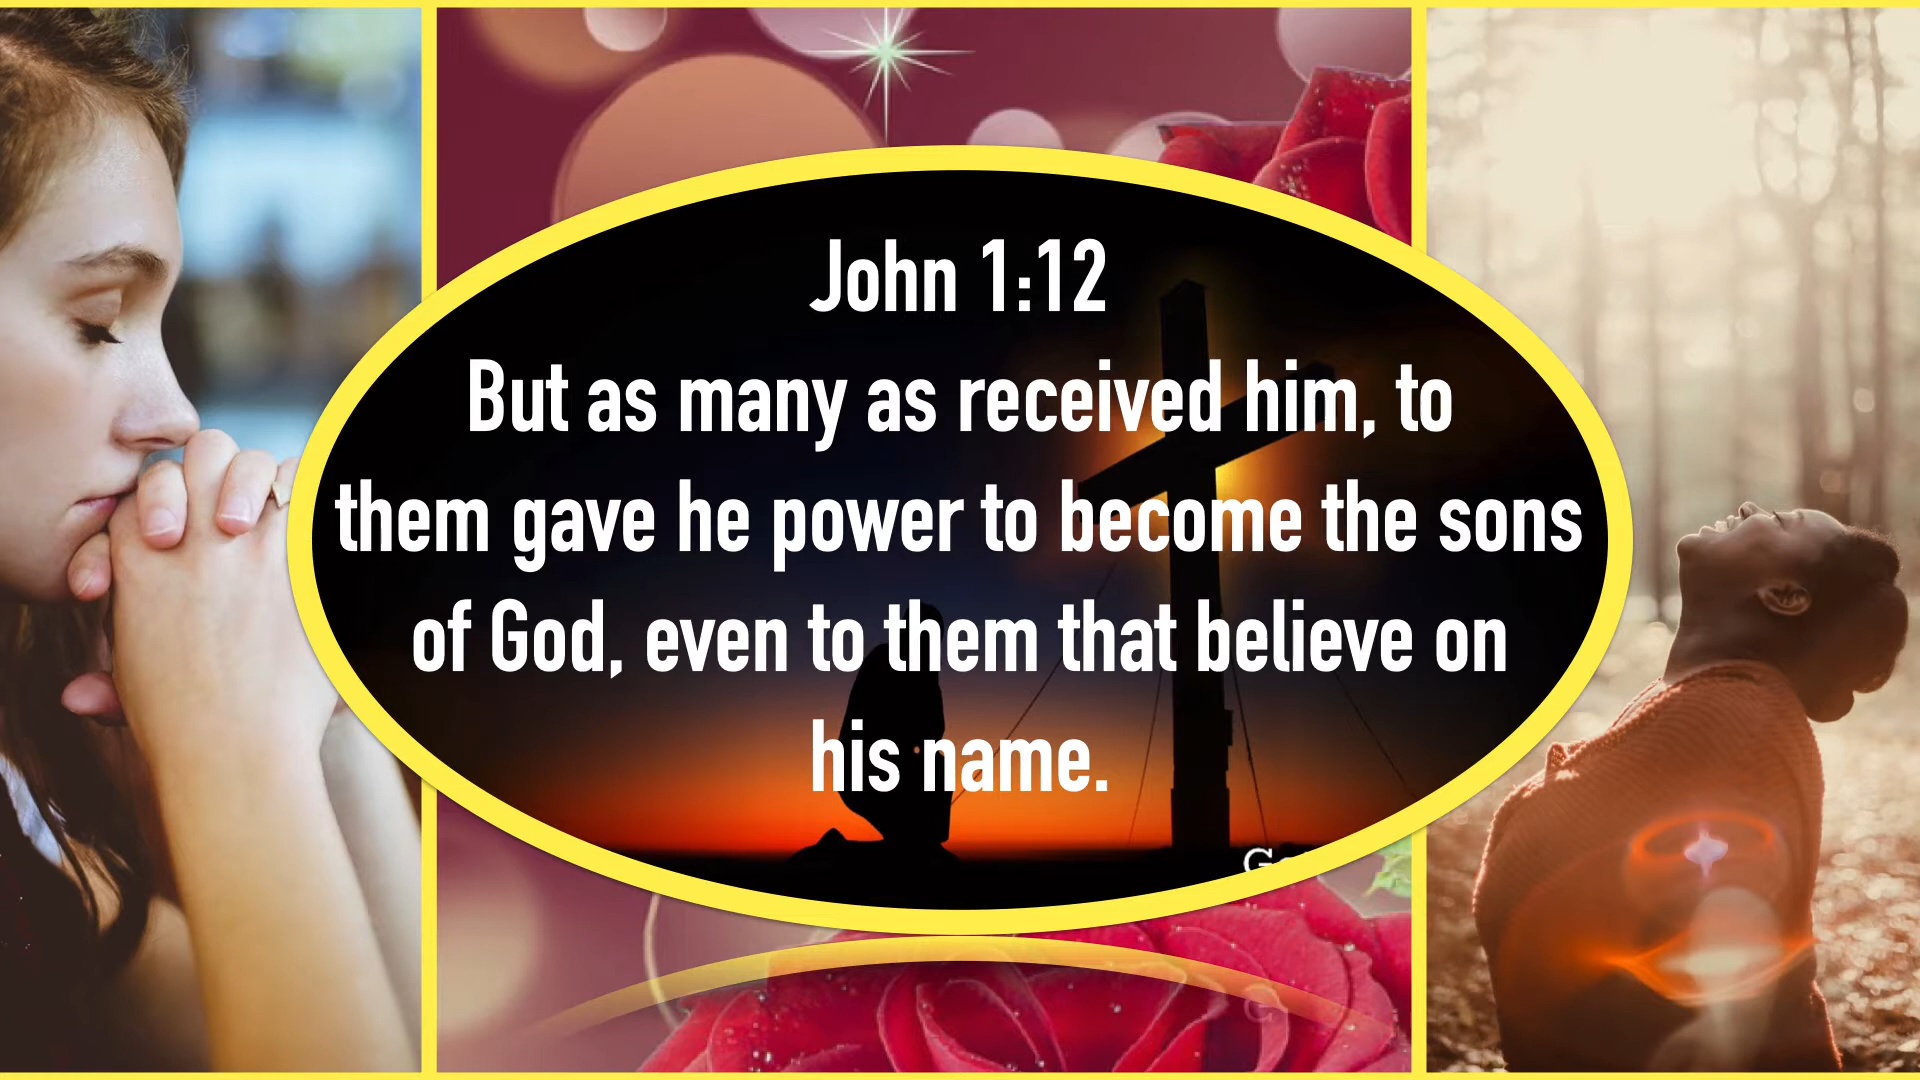 John 1:12
But as many as received him, to
them gave he power to become the sons
of God, even to them that believe on
his name.